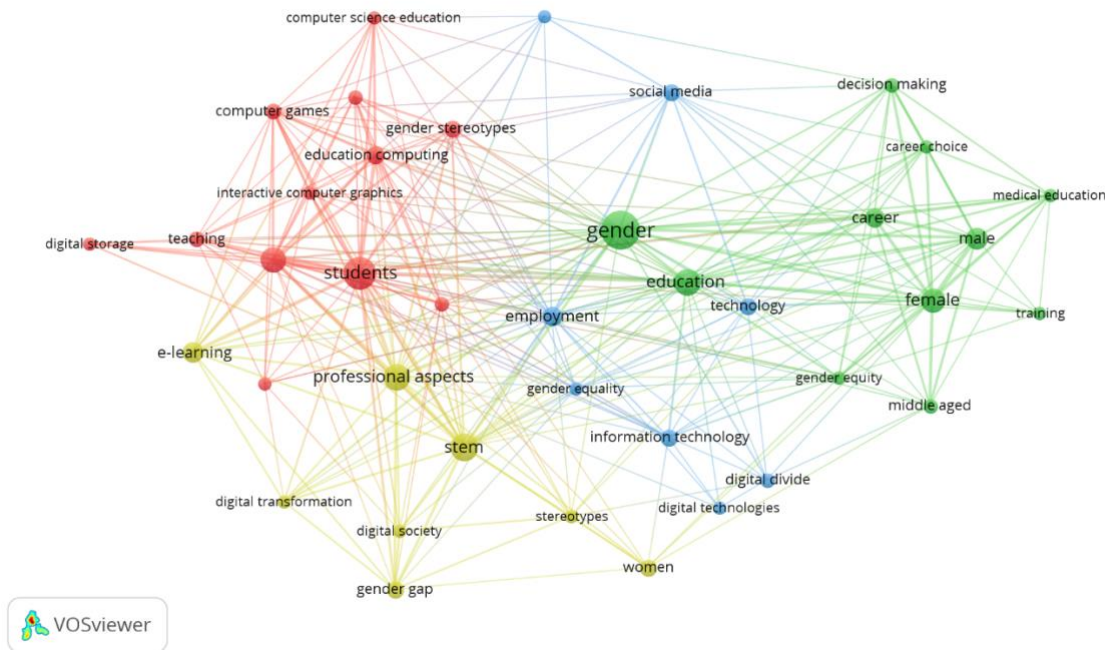 computer science education
social media
decision making
computer games
gender stereotypes
career choice
education computing
interactive computer graphics
medical education
career
gender
male
digital storage
teaching
students
education
female
technology
training
employment
e-learning
professional aspects
gender equality
gender equity
middle aged
information technology
stem
digital divide
digital transformation
digital technologies
stereotypes
digital society
women
gender gap
VOSviewer